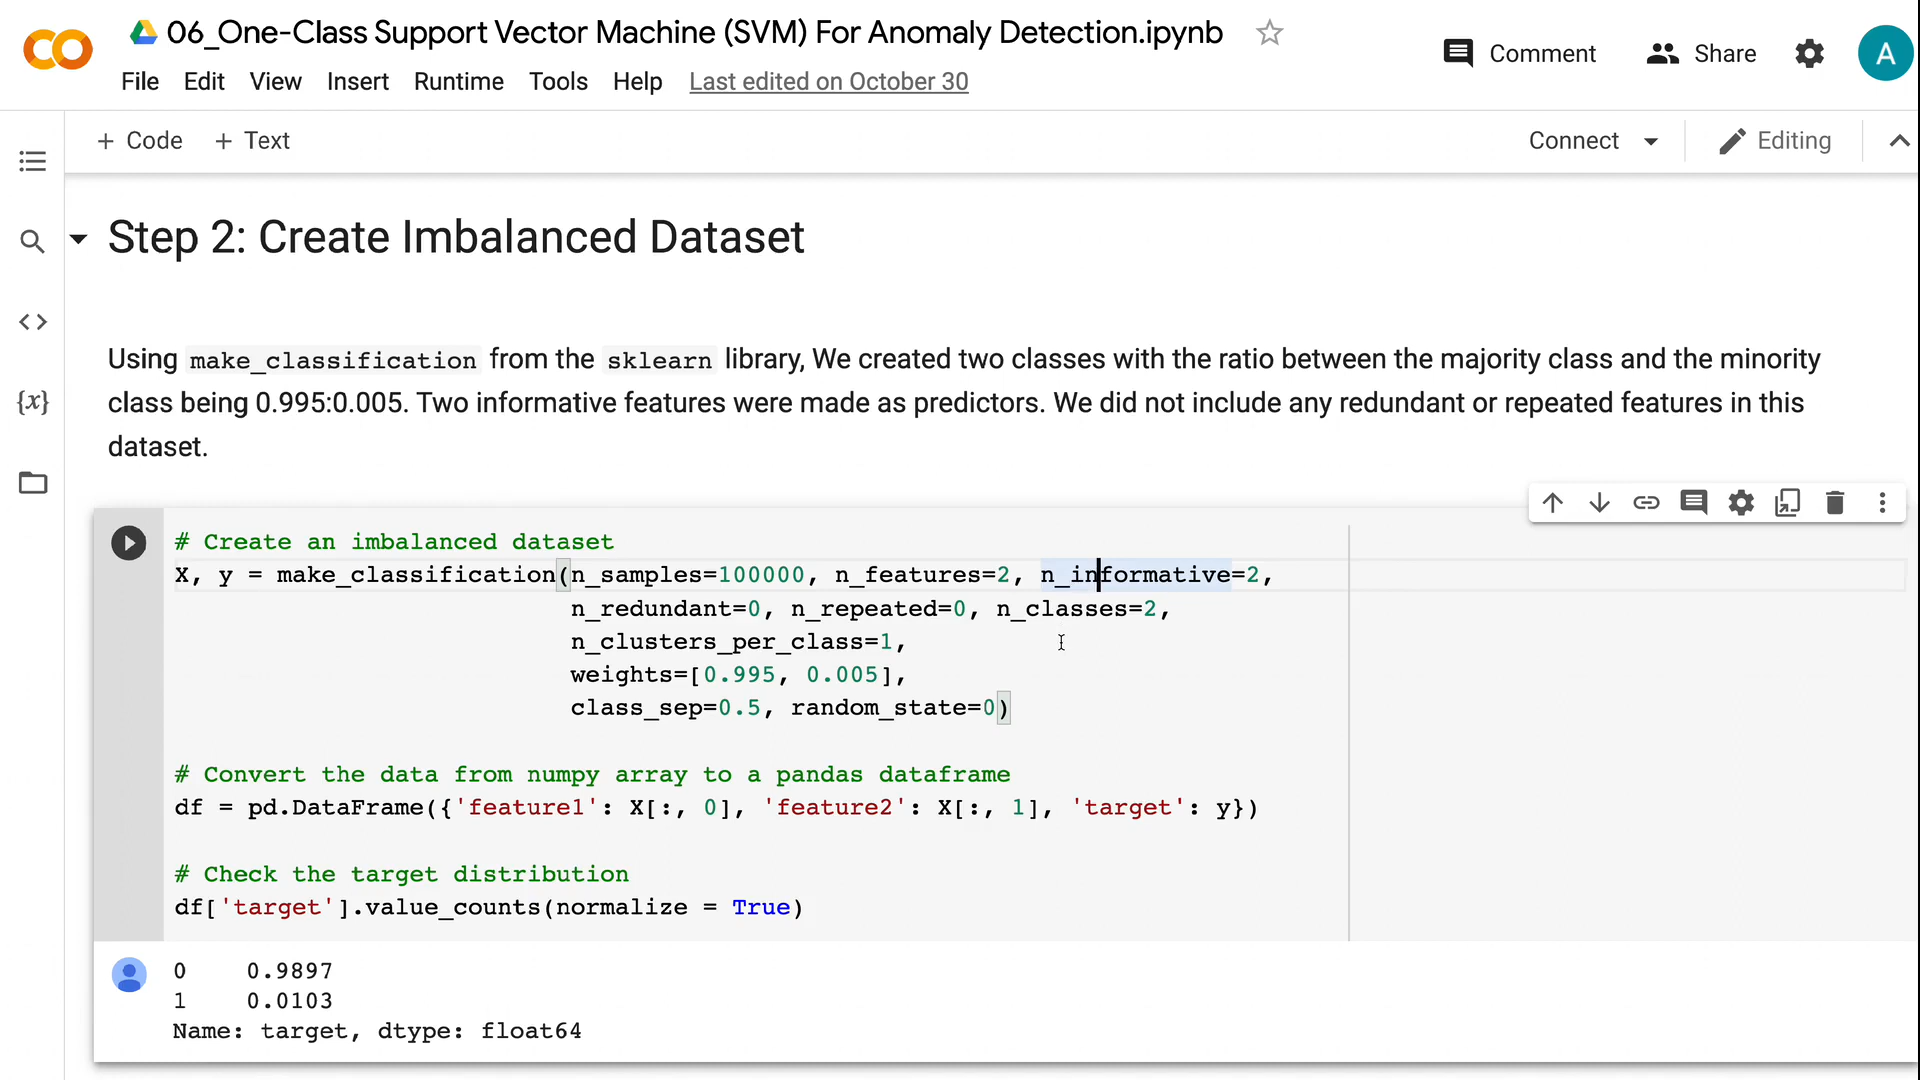 06_One-Class Support Vector Machine (SVM) For Anomaly Detection.ipynb
Comment
Share
A
File Edit View Insert Runtime Tools Help Last edited on October 30
+ Code + Text
Connect
Editing
Step 2: Create Imbalanced Dataset
Using make_classification from the sklearn library, We created two classes with the ratio between the majority class and the minority
class being 0.995:0.005. Two informative features were made as predictors. We did not include any redundant or repeated features in this
dataset.
# Create an imbalanced dataset
X, y = make_classification(n_samples=100000, n_features=2, n_informative=2,
n_redundant=0, n_repeated=0, n_classes=2,
n_clusters_per_class=1,
weights=[0.995, 0.005],
class_sep=0.5, random_state=0)
# Convert the data from numpy array to a pandas dataframe
df = pd.DataFrame({'feature1': X[:, 0], 'feature2': X[:, 1], 'target': y})
# Check the target distribution
df['target'].value_counts(normalize = True)
0 0.9897
1 0.0103
Name: target, dtype: float64